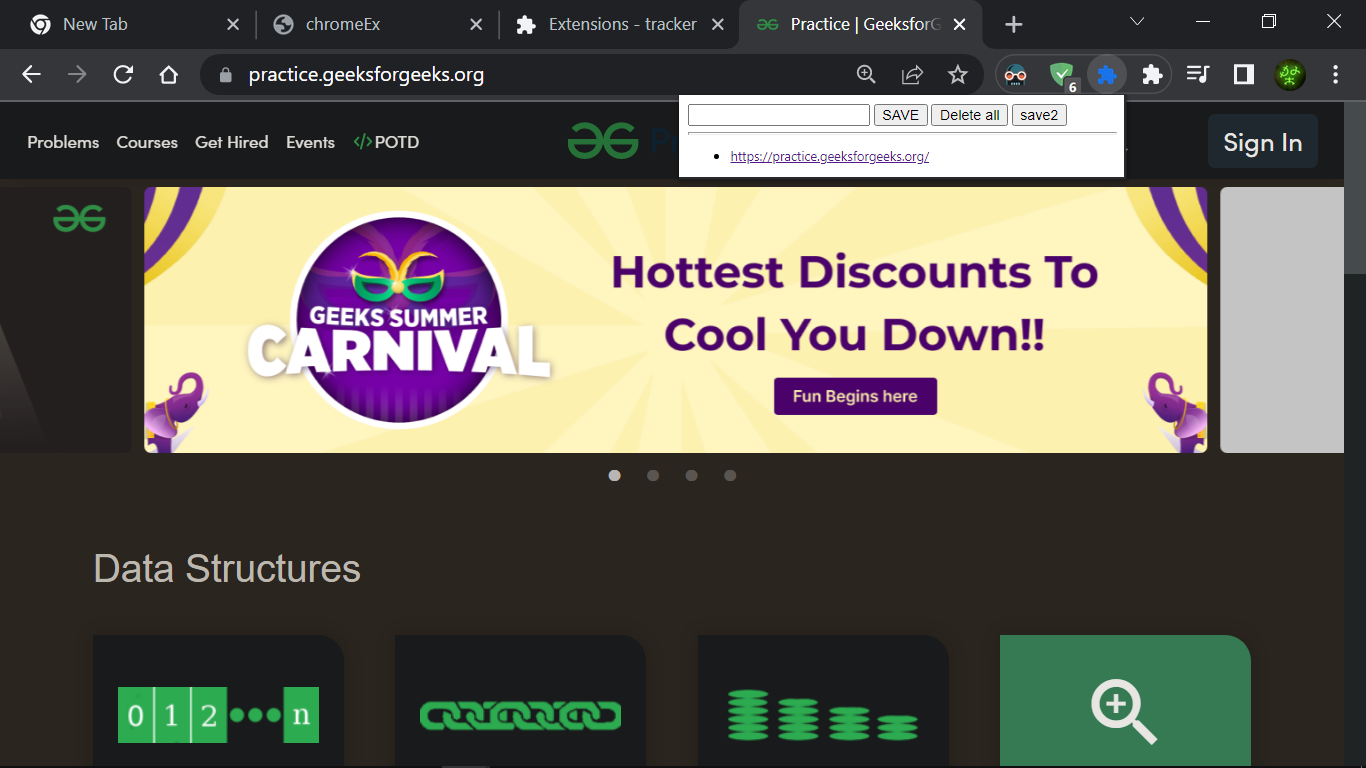 New Tab
chromeEx
Extensions - tracker
Practice | GeeksforG
practice.geeksforgeeks.org
6
SAVE
Delete all
save2
https://practice.geeksforgeeks.org/
Problems
Courses
Get Hired
Events
</>POTD
Sign In
GEEKS SUMMER
CARNIVAL
Hottest Discounts To
Cool You Down!!
Fun Begins here
Data Structures
0 1 2 n